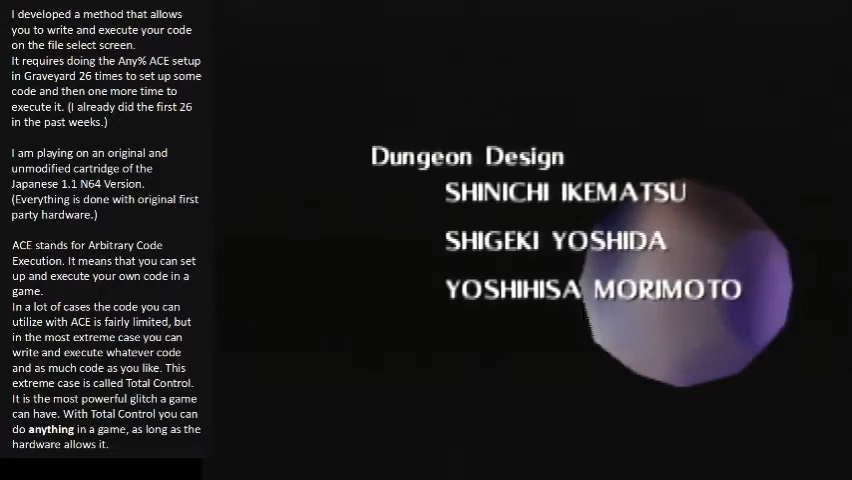 I developed a method that allows
you to write and execute your code
on the file select screen.
It requires doing the Any% ACE setup
in Graveyard 26 times to set up some
code and then one more time to
execute it. (I already did the first 26
in the past weeks.)
I am playing on an original and
unmodified cartridge of the
Japanese 1.1 N64 Version.
(Everything is done with original first
party hardware.)
ACE stands for Arbitrary Code
Execution. It means that you can set
up and execute your own code in a
game.
In a lot of cases the code you can
utilize with ACE is fairly limited, but
in the most extreme case you can
write and execute whatever code
and as much code as you like. This
extreme case is called Total Control.
It is the most powerful glitch a game
can have. With Total Control you can
do anything in a game, as long as the
hardware allows it.
Dungeon Design
SHINICHI IKEMATSU
SHIGEKI YOSHIDA
YOSHIHISA MORIMOTO